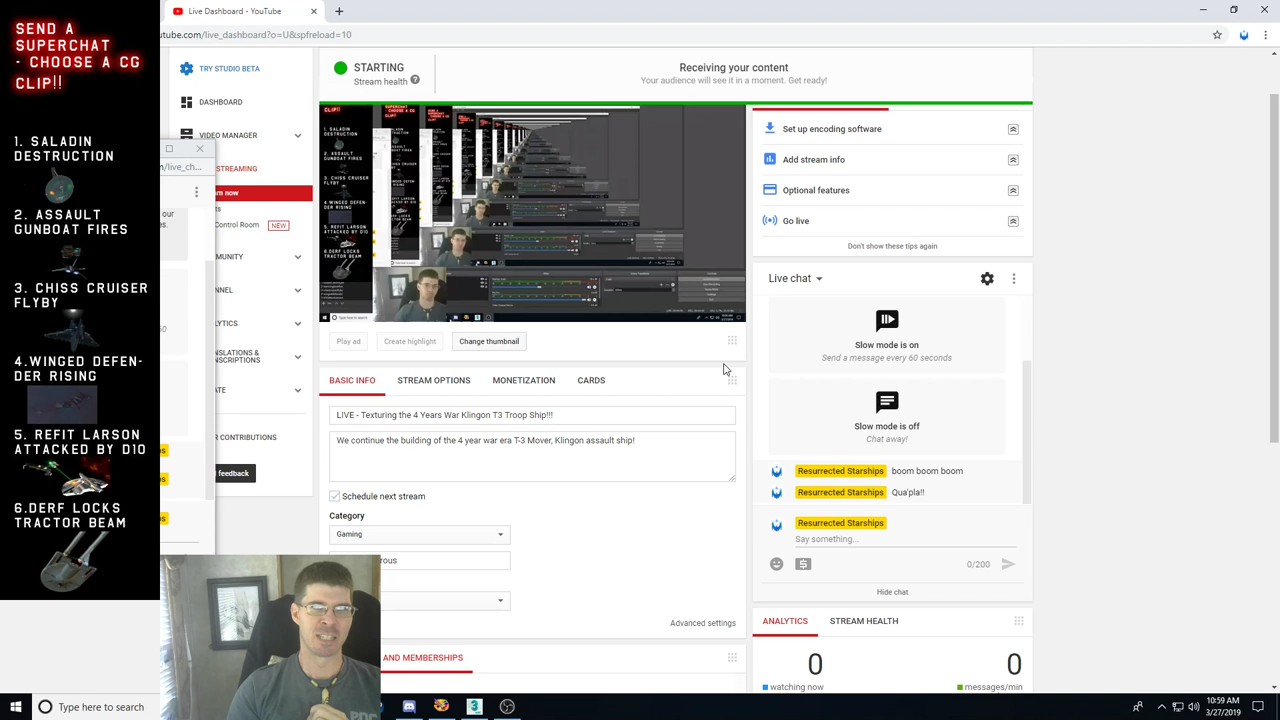 SEND A
SUPERCHAT
- CHOOSE A CG
CLIP!!
1. SALADIN
DESTRUCTION
2. ASSAULT
GUNBOAT FIRES
3. CHISS CRUISER
FLYBY
4.WINGED DEFEN-
DER RISING
5. REFIT LARSON
ATTACKED BY D10
6.DERF LOCKS
TRACTOR BEAM
Live Dashboard - YouTube
tube.com/live_dashboard?o=U&spfreload=10
TRY STUDIO BETA
DASHBOARD
VIDEO MANAGER
STREAMING
Control Room
NEW
feedback
m/live_ch...
our
STARTING
Stream health
Receiving your content
Your audience will see it in a moment. Get ready!
Play ad
Create highlight
Change thumbnail
BASIC INFO
STREAM OPTIONS
MONETIZATION
CARDS
LIVE - Texturing the 4 Years War Klingon T3 Troop Ship!!!
We continue the building of the 4 year war era T-3 Mover, Klingon assault ship!
Schedule next stream
Category
Gaming
rous
Advanced settings
AND MEMBERSHIPS
Set up encoding software
Add stream info
Optional features
Go live
Don't show these tips again
Live chat
Slow mode is on
Send a message every 60 seconds
Slow mode is off
Chat away!
Resurrected Starships boom boom boom
Resurrected Starships Qua'pla!!
Resurrected Starships
Say something...
0/200
Hide chat
ANALYTICS
STREAM HEALTH
0
0
watching now
messages/min
Type here to search
10:59 AM
3/27/2019